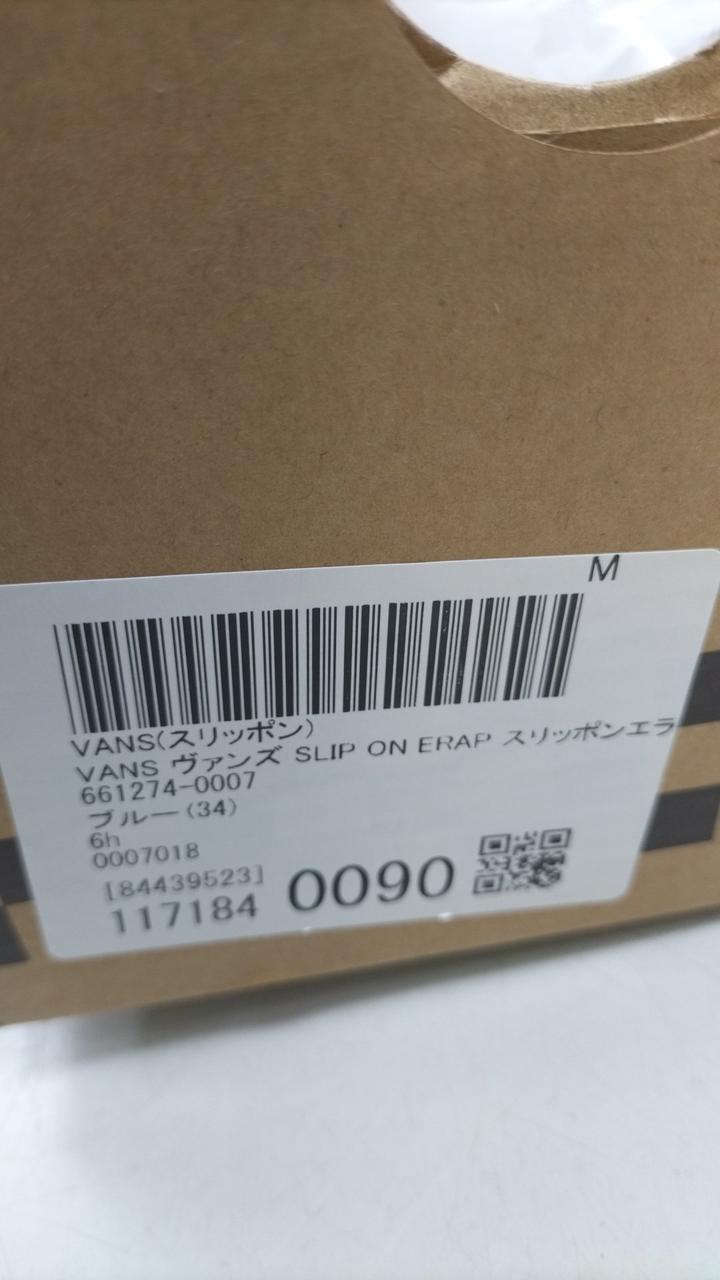 M
VANS(スリッポン)
VANS ヴァンズ SLIP ON ERAP スリッポンエラ
661274-0007
ブルー(34)
6h
0007018
[84439523]
117184 0090